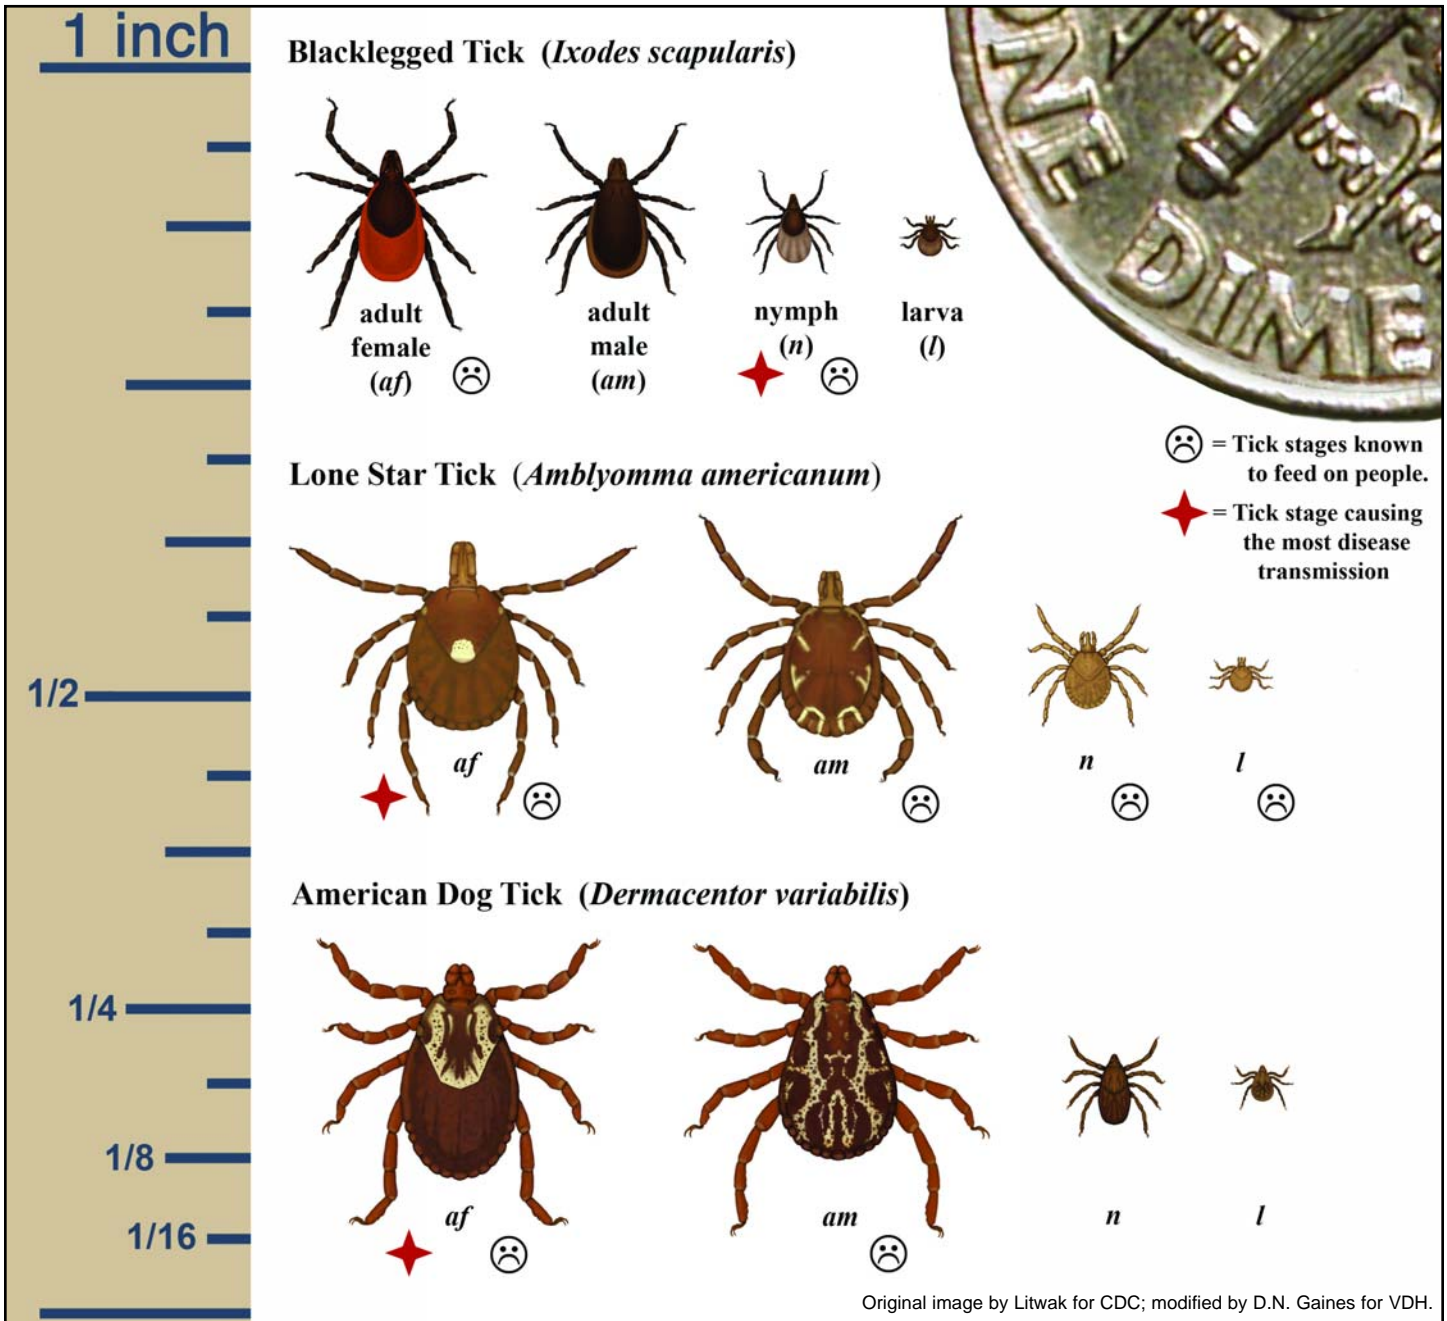 1 inch
1/2
1/4
1/8
1/16
Blacklegged Tick (Ixodes scapularis)
adult
female
(af)
adult
male
(am)
nymph
(n)
larva
(l)
DIME
= Tick stages known
to feed on people.
= Tick stage causing
the most disease
transmission
Lone Star Tick (Amblyomma americanum)
af
am
n
l
American Dog Tick (Dermacentor variabilis)
af
am
n
l
Original image by Litwak for CDC; modified by D.N. Gaines for VDH.